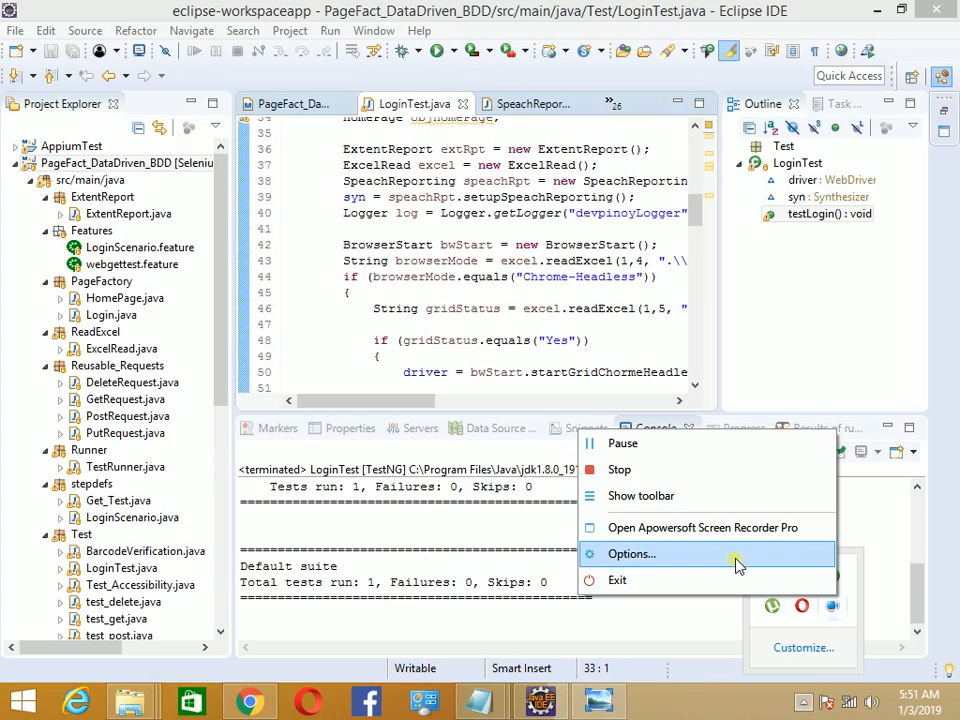 eclipse-workspaceapp - PageFact_DataDriven_BDD/src/main/java/Test/LoginTest.java - Eclipse IDE
File Edit Source Refactor Navigate Search Project Run Window Help
Quick Access
Project Explorer
AppiumTest
PageFact_DataDriven_BDD [Seleniu
src/main/java
ExtentReport
ExtentReport.java
Features
LoginScenario.feature
webgettest.feature
PageFactory
HomePage.java
Login.java
ReadExcel
ExcelRead.java
Reusable_Requests
DeleteRequest.java
GetRequest.java
PostRequest.java
PutRequest.java
Runner
TestRunner.java
stepdefs
Get_Test.java
LoginScenario.java
Test
BarcodeVerification.java
LoginTest.java
Test_Accessibility.java
test_delete.java
test_get.java
test_post.java
PageFact_Da... LoginTest.java SpeachRepor... »26
34 HomePage objHomePage;
35
36 ExtentReport extRpt = new ExtentReport();
37 ExcelRead excel = new ExcelRead();
38 SpeachReporting speachRpt = new SpeachReportin
39 syn = speachRpt.setupSpeachReporting();
40 Logger log = Logger.getLogger("devpinoyLogger"
41
42 BrowserStart bwStart = new BrowserStart();
43 String browserMode = excel.readExcel(1,4, ".\\
44 if (browserMode.equals("Chrome-Headless"))
45 {
46 String gridStatus = excel.readExcel(1,5, "
47
48 if (gridStatus.equals("Yes"))
49 {
50 driver = bwStart.startGridChormeHeadle
51
Outline Task ...
Test
LoginTest
driver : WebDriver
syn : Synthesizer
testLogin() : void
Markers Properties Servers Data Source ... Snippets Console Progress Results of ru...
<terminated> LoginTest [TestNG] C:\Program Files\Java\jdk1.8.0_19
Tests run: 1, Failures: 0, Skips: 0
===============================================
===============================================
Default suite
Total tests run: 1, Failures: 0, Skips: 0
===============================================
Pause
Stop
Show toolbar
Open Apowersoft Screen Recorder Pro
Options...
Exit
Customize...
Writable Smart Insert 33 : 1
5:51 AM
1/3/2019